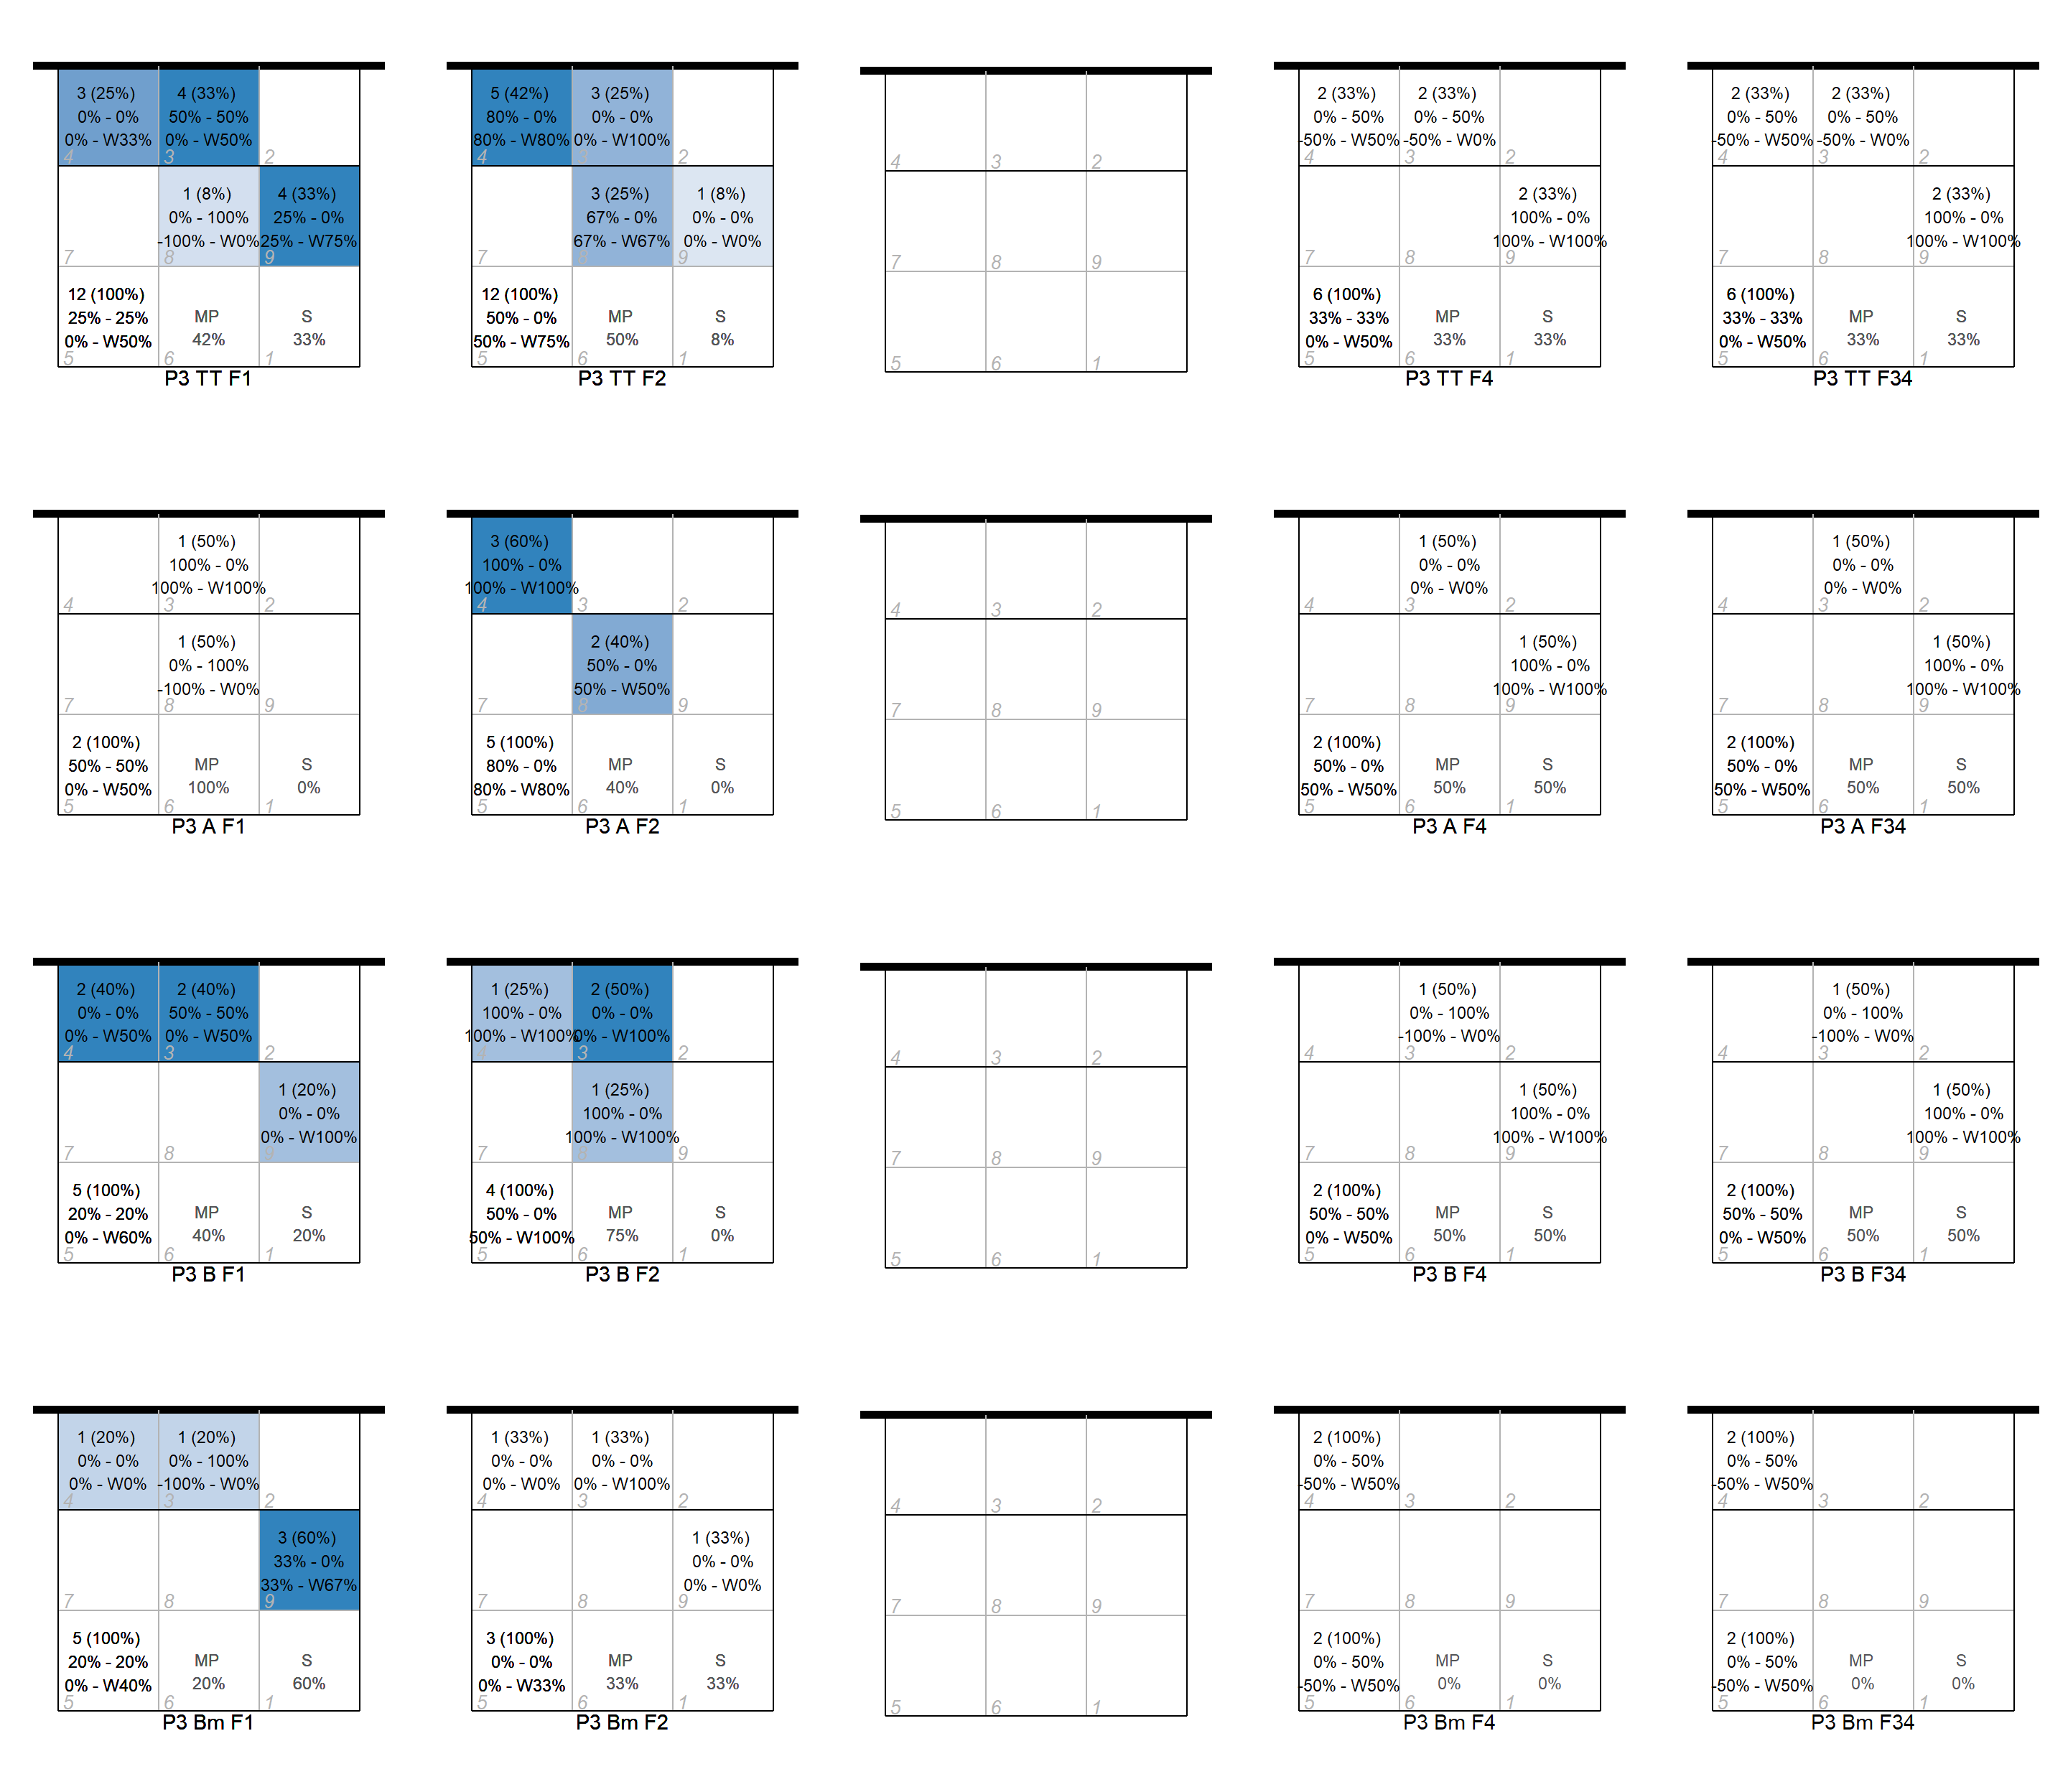 3 (25%)
0% - 0%
0% - W33%
4
4 (33%)
50% - 50%
0% - W50%
3
2
7
1 (8%)
0% - 100%
-100% - W0%
8
4 (33%)
25% - 0%
25% - W75%
9
12 (100%)
25% - 25%
0% - W50%
5
MP
42%
6
S
33%
1
P3 TT F1
5 (42%)
80% - 0%
80% - W80%
4
3 (25%)
0% - 0%
0% - W100%
3
2
7
3 (25%)
67% - 0%
67% - W67%
8
1 (8%)
0% - 0%
0% - W0%
9
12 (100%)
50% - 0%
50% - W75%
5
MP
50%
6
S
8%
1
P3 TT F2
4
3
2
7
8
9
5
6
1
2 (33%)
0% - 50%
-50% - W50%
4
2 (33%)
0% - 50%
-50% - W0%
3
2
7
8
2 (33%)
100% - 0%
100% - W100%
9
6 (100%)
33% - 33%
0% - W50%
5
MP
33%
6
S
33%
1
P3 TT F4
2 (33%)
0% - 50%
-50% - W50%
4
2 (33%)
0% - 50%
-50% - W0%
3
2
7
8
2 (33%)
100% - 0%
100% - W100%
9
6 (100%)
33% - 33%
0% - W50%
5
MP
33%
6
S
33%
1
P3 TT F34
4
1 (50%)
100% - 0%
100% - W100%
3
2
7
1 (50%)
0% - 100%
-100% - W0%
8
9
2 (100%)
50% - 50%
0% - W50%
5
MP
100%
6
S
0%
1
P3 A F1
3 (60%)
100% - 0%
100% - W100%
4
3
2
7
2 (40%)
50% - 0%
50% - W50%
8
9
5 (100%)
80% - 0%
80% - W80%
5
MP
40%
6
S
0%
1
P3 A F2
4
3
2
7
8
9
5
6
1
4
1 (50%)
0% - 0%
0% - W0%
3
2
7
8
1 (50%)
100% - 0%
100% - W100%
9
2 (100%)
50% - 0%
50% - W50%
5
MP
50%
6
S
50%
1
P3 A F4
4
1 (50%)
0% - 0%
0% - W0%
3
2
7
8
1 (50%)
100% - 0%
100% - W100%
9
2 (100%)
50% - 0%
50% - W50%
5
MP
50%
6
S
50%
1
P3 A F34
2 (40%)
0% - 0%
0% - W50%
4
2 (40%)
50% - 50%
0% - W50%
3
2
7
8
1 (20%)
0% - 0%
0% - W100%
9
5 (100%)
20% - 20%
0% - W60%
5
MP
40%
6
S
20%
1
P3 B F1
1 (25%)
100% - 0%
100% - W100%
4
2 (50%)
0% - 0%
0% - W100%
3
2
7
1 (25%)
100% - 0%
100% - W100%
8
9
4 (100%)
50% - 0%
50% - W100%
5
MP
75%
6
S
0%
1
P3 B F2
4
3
2
7
8
9
5
6
1
4
1 (50%)
0% - 100%
-100% - W0%
3
2
7
8
1 (50%)
100% - 0%
100% - W100%
9
2 (100%)
50% - 50%
0% - W50%
5
MP
50%
6
S
50%
1
P3 B F4
4
1 (50%)
0% - 100%
-100% - W0%
3
2
7
8
1 (50%)
100% - 0%
100% - W100%
9
2 (100%)
50% - 50%
0% - W50%
5
MP
50%
6
S
50%
1
P3 B F34
1 (20%)
0% - 0%
0% - W0%
4
1 (20%)
0% - 100%
-100% - W0%
3
2
7
8
3 (60%)
33% - 0%
33% - W67%
9
5 (100%)
20% - 20%
0% - W40%
5
MP
20%
6
S
60%
1
P3 Bm F1
1 (33%)
0% - 0%
0% - W0%
4
1 (33%)
0% - 0%
0% - W100%
3
2
7
8
1 (33%)
0% - 0%
0% - W0%
9
3 (100%)
0% - 0%
0% - W33%
5
MP
33%
6
S
33%
1
P3 Bm F2
4
3
2
7
8
9
5
6
1
2 (100%)
0% - 50%
-50% - W50%
4
3
2
7
8
9
2 (100%)
0% - 50%
-50% - W50%
5
MP
0%
6
S
0%
1
P3 Bm F4
2 (100%)
0% - 50%
-50% - W50%
4
3
2
7
8
9
2 (100%)
0% - 50%
-50% - W50%
5
MP
0%
6
S
0%
1
P3 Bm F34